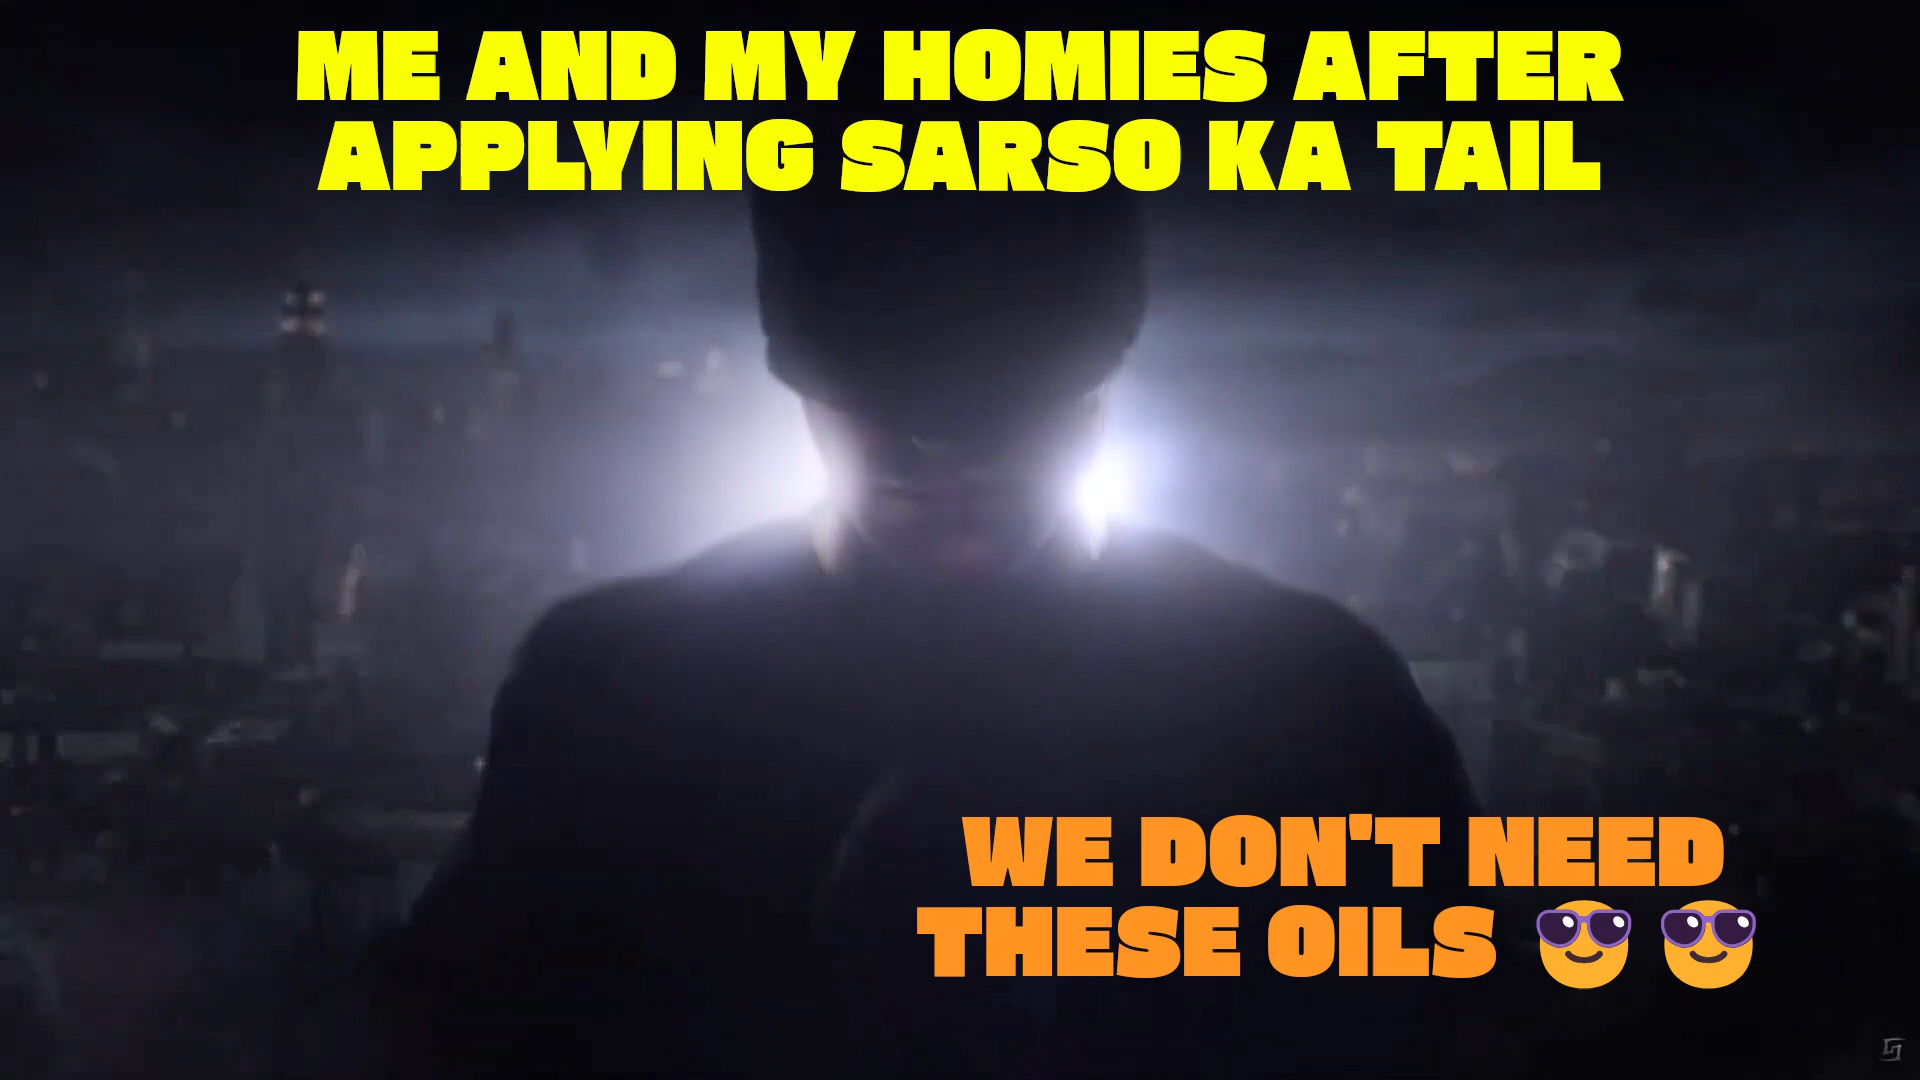 ME AND MY HOMIES AFTER
APPLYING SARSO KA TAIL
WE DON'T NEED
THESE OILS 😎 😎